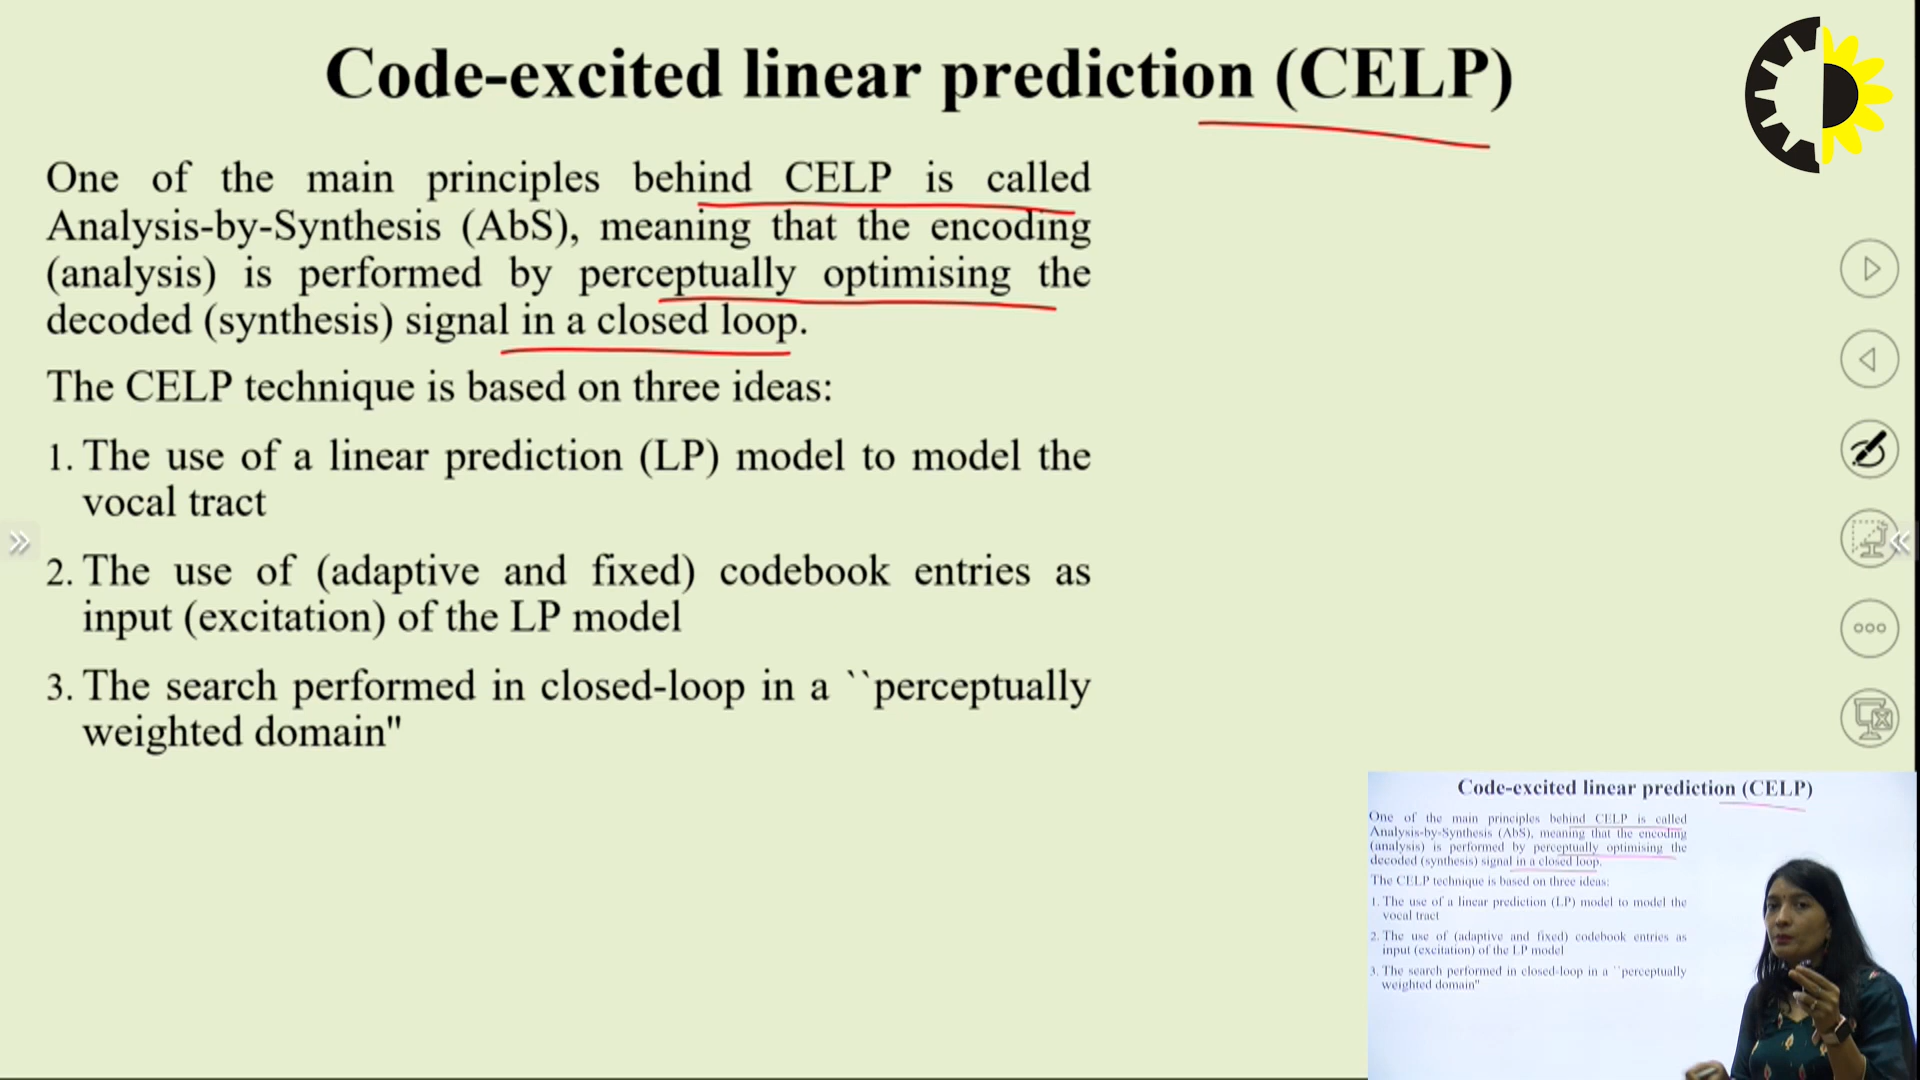 Code-excited linear prediction (CELP)
One of the main principles behind CELP is called
Analysis-by-Synthesis (AbS), meaning that the encoding
(analysis) is performed by perceptually optimising the
decoded (synthesis) signal in a closed loop.
The CELP technique is based on three ideas:
1. The use of a linear prediction (LP) model to model the
vocal tract
2. The use of (adaptive and fixed) codebook entries as
input (excitation) of the LP model
3. The search performed in closed-loop in a ``perceptually
weighted domain"
Code-excited linear prediction (CELP)
One of the main principles behind CELP is called
Analysis-by-Synthesis (AbS), meaning that the encoding
(analysis) is performed by perceptually optimising the
decoded (synthesis) signal in a closed loop.
The CELP technique is based on three ideas:
1. The use of a linear prediction (LP) model to model the
vocal tract
2. The use of (adaptive and fixed) codebook entries as
input (excitation) of the LP model
3. The search performed in closed-loop in a ``perceptually
weighted domain"